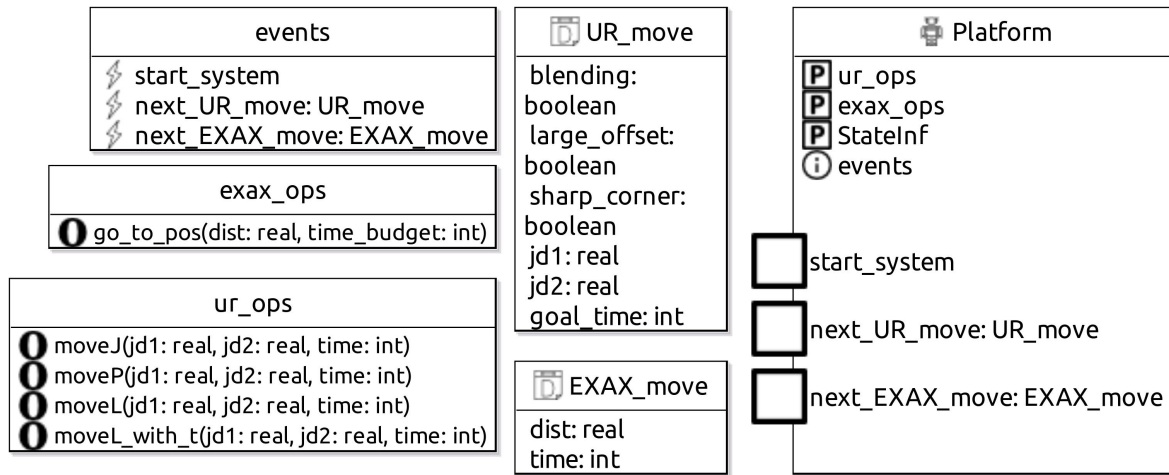 events
start_system
next_UR_move: UR_move
next_EXAX_move: EXAX_move
exax_ops
O go_to_pos(dist: real, time_budget: int)
ur_ops
O moveJ(jd1: real, jd2: real, time: int)
O moveP(jd1: real, jd2: real, time: int)
O moveL(jd1: real, jd2: real, time: int)
O moveL_with_t(jd1: real, jd2: real, time: int)
D UR_move
blending:
boolean
large_offset:
boolean
sharp_corner:
boolean
jd1: real
jd2: real
goal_time: int
D EXAX_move
dist: real
time: int
Platform
P ur_ops
P exax_ops
P StateInf
i events
start_system
next_UR_move: UR_move
next_EXAX_move: EXAX_move